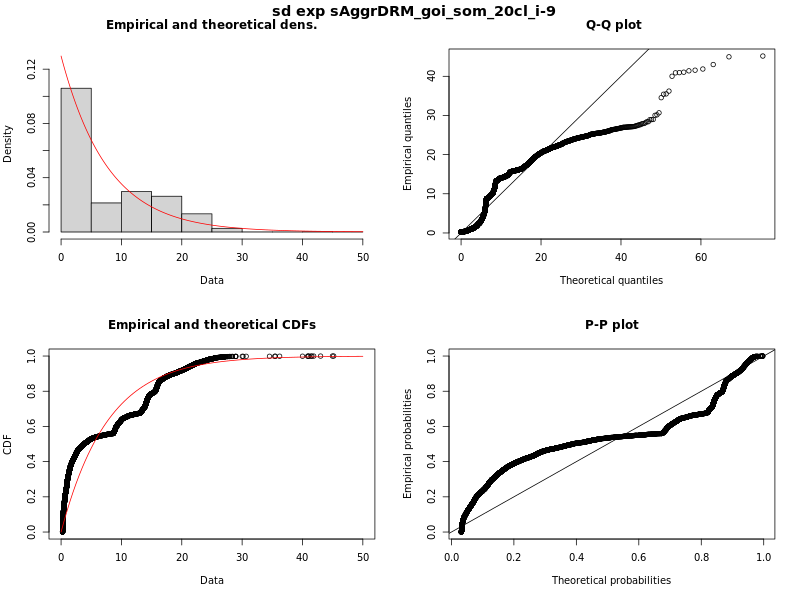 sd exp sAggrDRM_goi_som_20cl_i-9
Empirical and theoretical dens.
Density
0.00 0.04 0.08 0.12
0 10 20 30 40 50
Data
Q-Q plot
Empirical quantiles
0 10 20 30 40
0 20 40 60
Theoretical quantiles
Empirical and theoretical CDFs
CDF
0.0 0.2 0.4 0.6 0.8 1.0
0 10 20 30 40 50
Data
P-P plot
Empirical probabilities
0.0 0.2 0.4 0.6 0.8 1.0
0.0 0.2 0.4 0.6 0.8 1.0
Theoretical probabilities